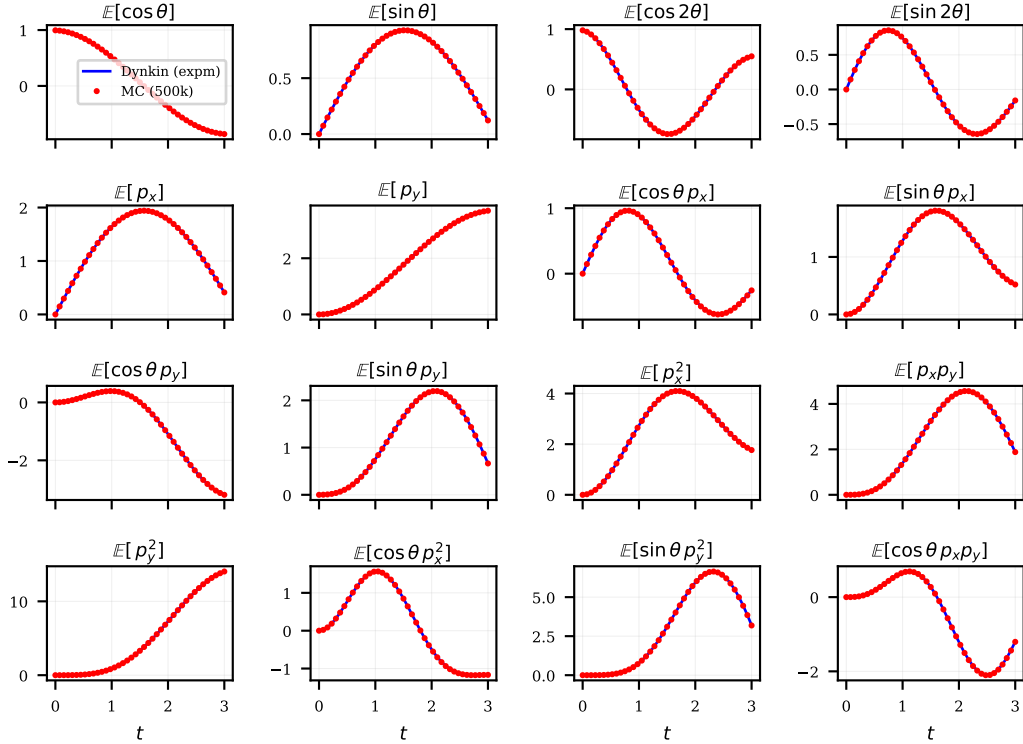 𝔼[cos θ]
𝔼[sin θ]
𝔼[cos 2θ]
𝔼[sin 2θ]
1
0
Dynkin (expm)
MC (500k)
0.5
0.0
1
0
0.5
0.0
−0.5
𝔼[p_x]
𝔼[p_y]
𝔼[cos θ p_x]
𝔼[sin θ p_x]
2
1
0
2
0
1
0
1
0
𝔼[cos θ p_y]
𝔼[sin θ p_y]
𝔼[p_x^2]
𝔼[p_x p_y]
0
−2
2
1
0
4
2
0
4
2
0
𝔼[p_y^2]
𝔼[cos θ p_x^2]
𝔼[sin θ p_y^2]
𝔼[cos θ p_x p_y]
10
0
1
0
−1
5.0
2.5
0.0
0
−2
0 1 2 3
0 1 2 3
0 1 2 3
0 1 2 3
t
t
t
t